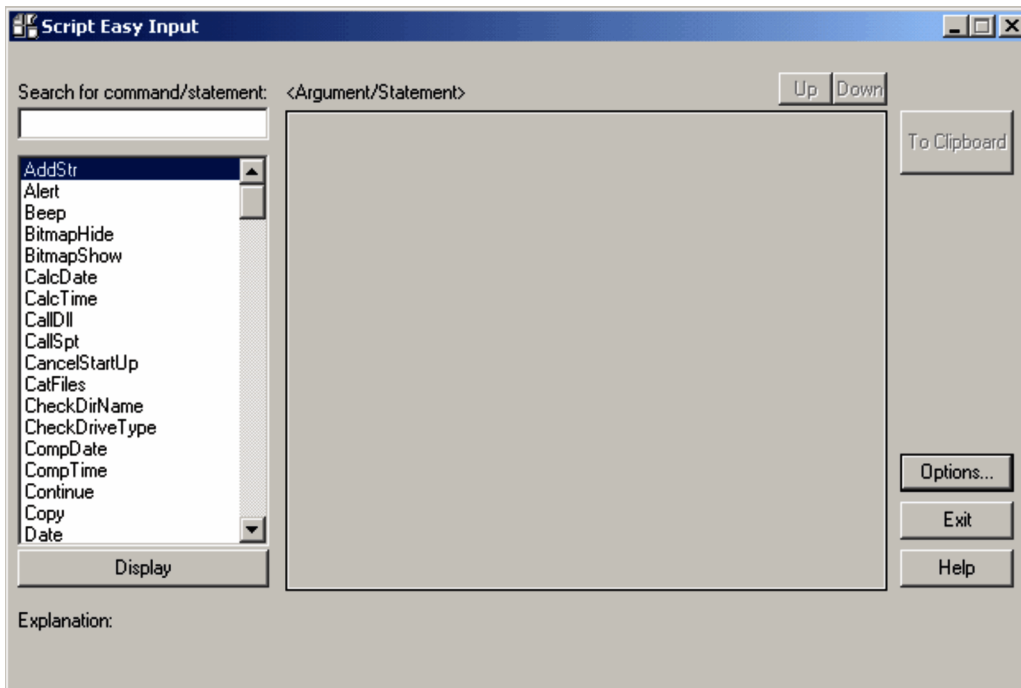 Script Easy Input
Search for command/statement:
<Argument/Statement>
Up
Down
To Clipboard
AddStr
Alert
Beep
BitmapHide
BitmapShow
CalcDate
CalcTime
CallDll
CallSpt
CancelStartUp
CatFiles
CheckDirName
CheckDriveType
CompDate
CompTime
Continue
Copy
Date
Display
Options...
Exit
Help
Explanation: